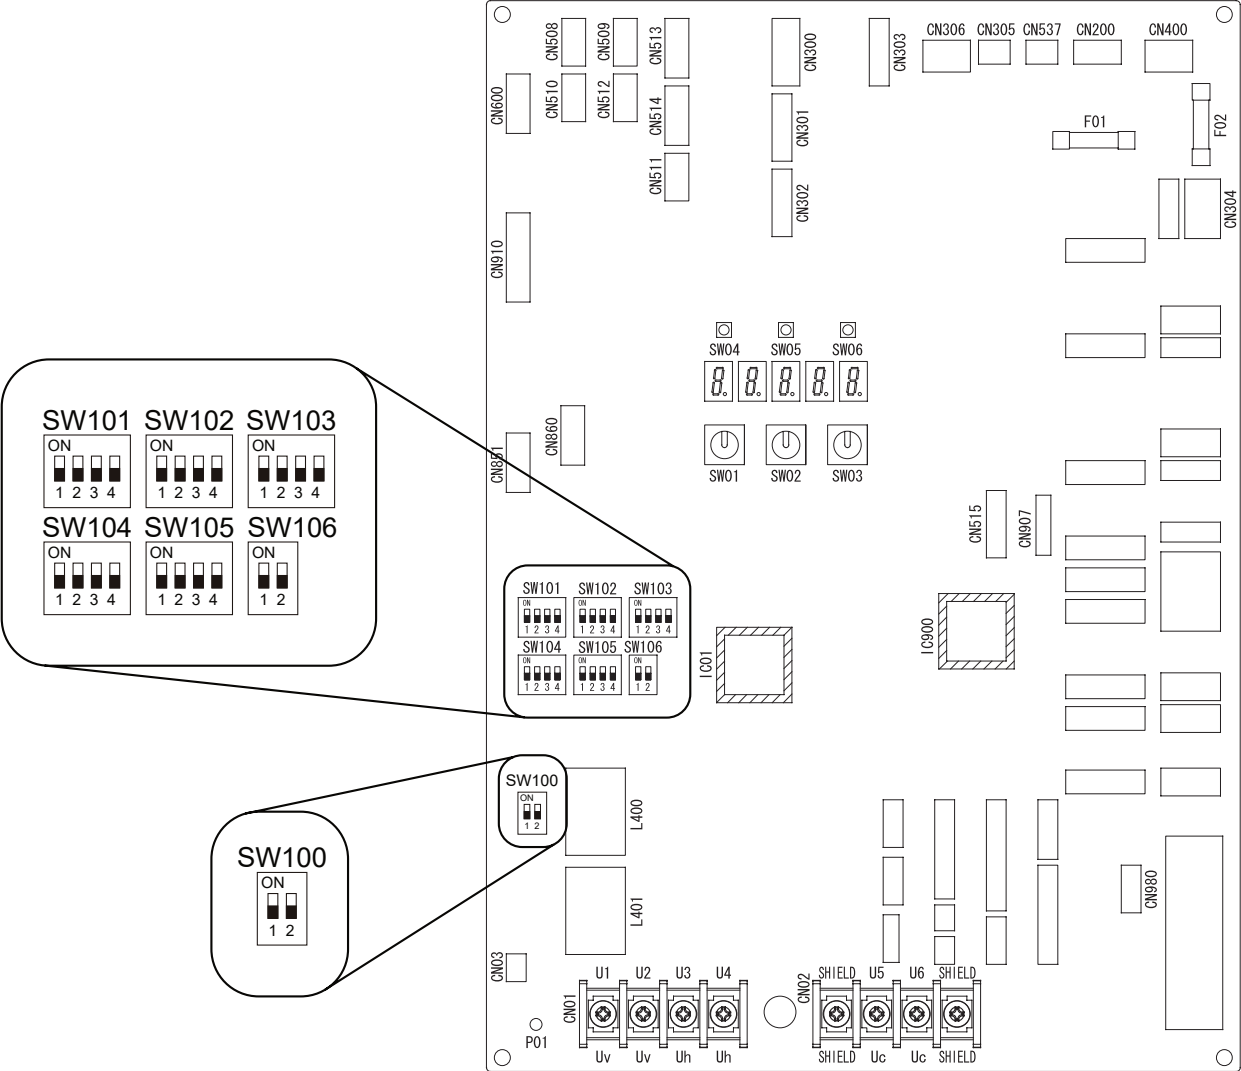 CN508
CN509
CN513
CN300
CN303
CN306 CN305 CN537 CN200 CN400
CN600
CN510
CN512
CN514
CN301
F01
F02
CN511
CN302
CN304
CN910
SW04 SW05 SW06
8. 8. 8. 8. 8.
CN860
CN851
SW01 SW02 SW03
SW101 SW102 SW103
ON ON ON
1 2 3 4 1 2 3 4 1 2 3 4
SW104 SW105 SW106
ON ON ON
1 2 3 4 1 2 3 4 1 2
CN515
CN907
SW101 SW102 SW103
ON ON ON
1 2 3 4 1 2 3 4 1 2 3 4
SW104 SW105 SW106
ON ON ON
1 2 3 4 1 2 3 4 1 2
IC01
IC900
SW100
ON
1 2
L400
SW100
ON
1 2
L401
CN980
CN03
CN01
U1 U2 U3 U4
CN02
SHIELD U5 U6 SHIELD
P01
Uv Uv Uh Uh
SHIELD Uc Uc SHIELD